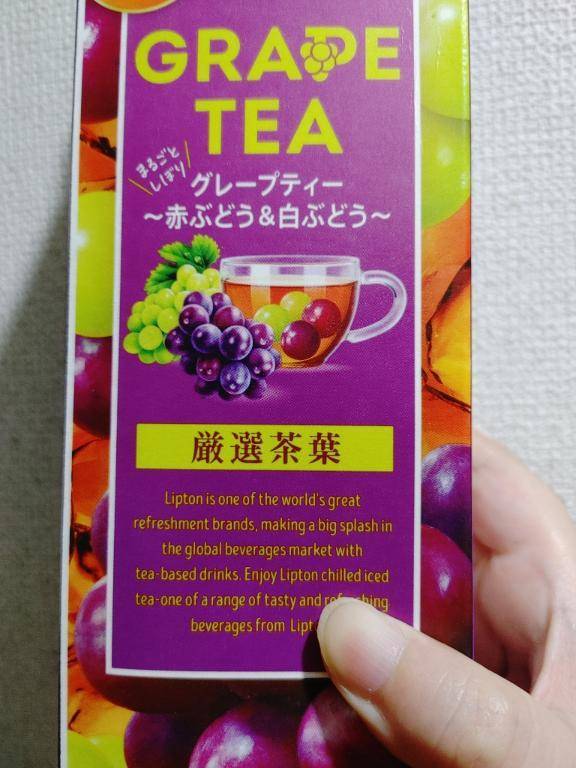 GRAPE
TEA
まるごと
しぼり
グレープティー
～赤ぶどう＆白ぶどう～
厳選茶葉
Lipton is one of the world's great
refreshment brands, making a big splash in
the global beverages market with
tea-based drinks. Enjoy Lipton chilled iced
tea-one of a range of tasty and
beverages from